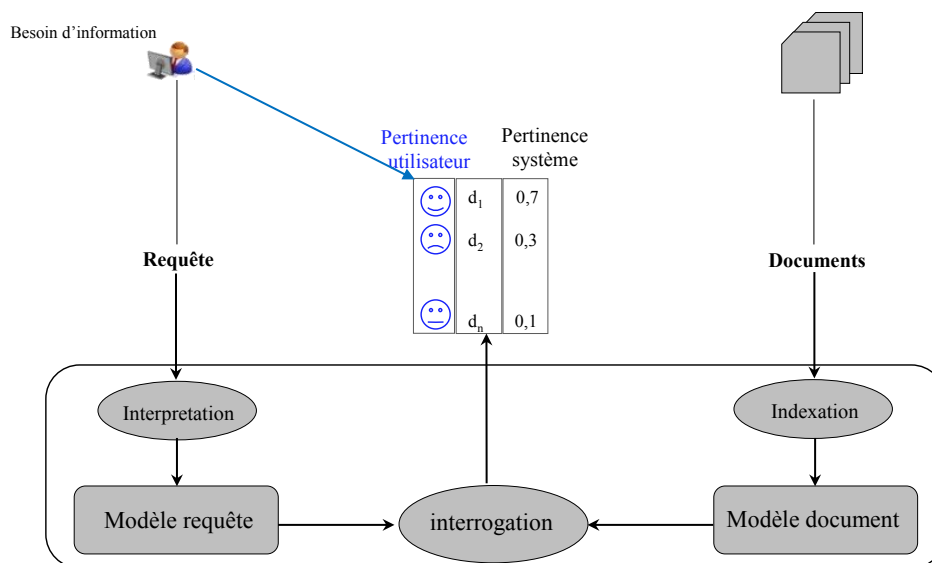 Besoin d’information
Pertinence
utilisateur
Pertinence
système
d1 0,7
d2 0,3
dn 0,1
Requête
Documents
Interpretation
Indexation
Modèle requête
interrogation
Modèle document